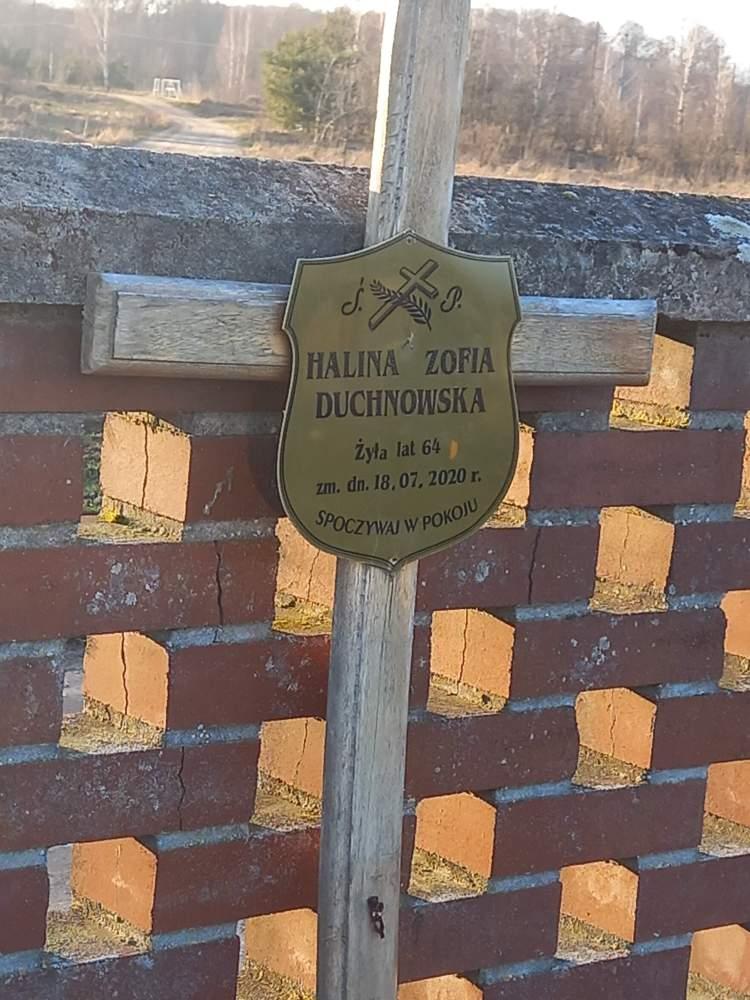 Ś. P.
HALINA ZOFIA
DUCHNOWSKA
Żyła lat 64
zm. dn. 18.07.2020 r.
SPOCZYWAJ W POKOJU